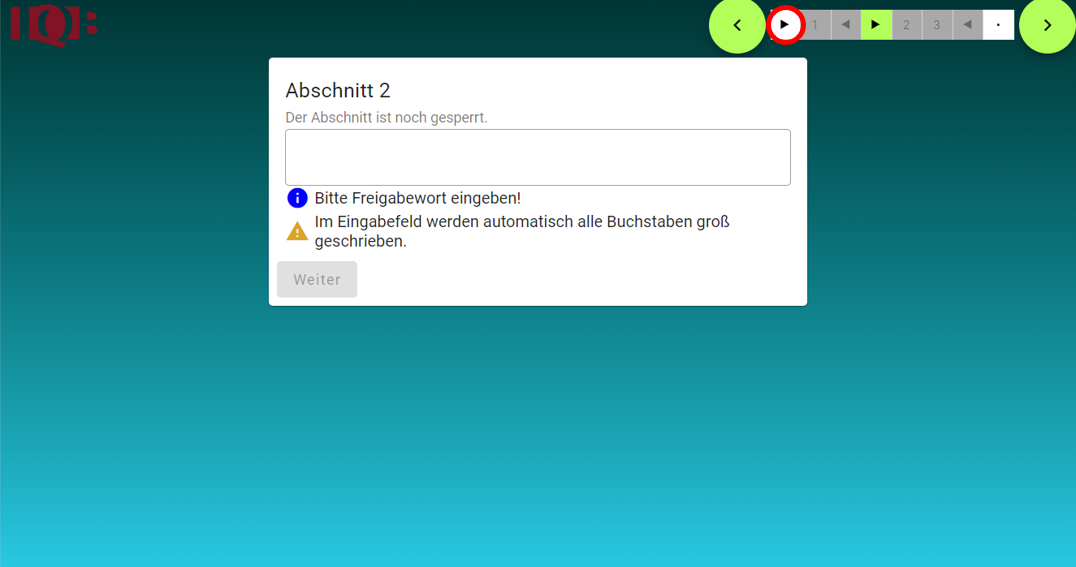 IQB
1 2 3
Abschnitt 2
Der Abschnitt ist noch gesperrt.
Bitte Freigabewort eingeben!
Im Eingabefeld werden automatisch alle Buchstaben groß
geschrieben.
Weiter